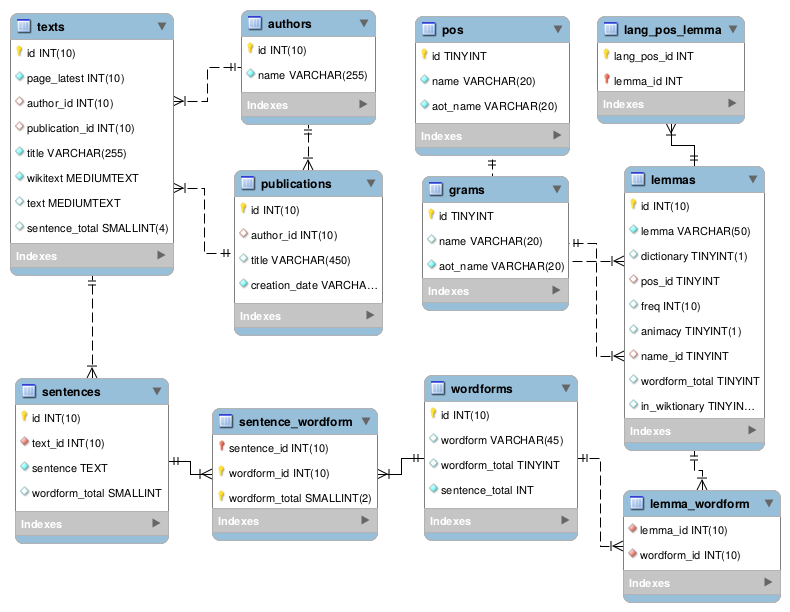 texts
id INT(10)
page_latest INT(10)
author_id INT(10)
publication_id INT(10)
title VARCHAR(255)
wikitext MEDIUMTEXT
text MEDIUMTEXT
sentence_total SMALLINT(4)
Indexes
authors
id INT(10)
name VARCHAR(255)
Indexes
publications
id INT(10)
author_id INT(10)
title VARCHAR(450)
creation_date VARCHA...
Indexes
pos
id TINYINT
name VARCHAR(20)
aot_name VARCHAR(20)
Indexes
grams
id TINYINT
name VARCHAR(20)
aot_name VARCHAR(20)
Indexes
lang_pos_lemma
lang_pos_id INT
lemma_id INT
Indexes
lemmas
id INT(10)
lemma VARCHAR(50)
dictionary TINYINT(1)
pos_id TINYINT
freq INT(10)
animacy TINYINT(1)
name_id TINYINT
wordform_total TINYINT
in_wiktionary TINYIN...
Indexes
sentences
id INT(10)
text_id INT(10)
sentence TEXT
wordform_total SMALLINT
Indexes
sentence_wordform
sentence_id INT(10)
wordform_id INT(10)
wordform_total SMALLINT(2)
Indexes
wordforms
id INT(10)
wordform VARCHAR(45)
wordform_total TINYINT
sentence_total INT
Indexes
lemma_wordform
lemma_id INT(10)
wordform_id INT(10)
Indexes